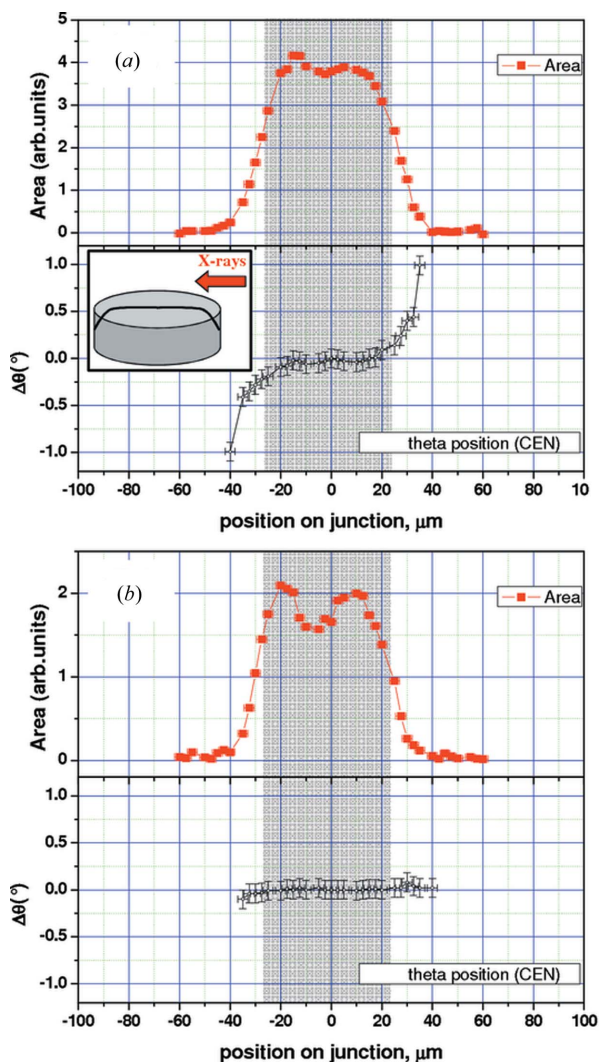 (a)
Area
Area (arb.units)
5
4
3
2
1
0
X-rays
Δθ(°)
1.0
0.5
0.0
-0.5
-1.0
theta position (CEN)
-100 -80 -60 -40 -20 0 20 40 60 80 10
position on junction, μm
(b)
Area
Area (arb.units)
2
1
0
Δθ(°)
1.0
0.5
0.0
-0.5
-1.0
theta position (CEN)
-100 -80 -60 -40 -20 0 20 40 60 80 100
position on junction, μm